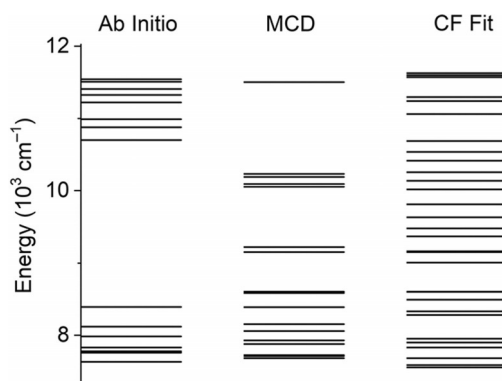 Ab Initio MCD CF Fit
12
10
8
Energy (10³ cm⁻¹)